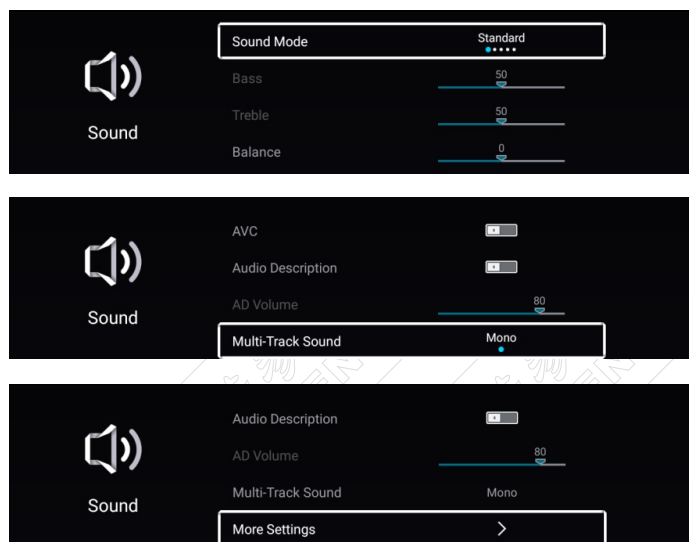 Sound Mode Standard
Bass 50
Treble 50
Sound
Balance 0
AVC
Audio Description
AD Volume 80
Sound
Multi-Track Sound Mono
Audio Description
AD Volume 80
Multi-Track Sound Mono
Sound
More Settings